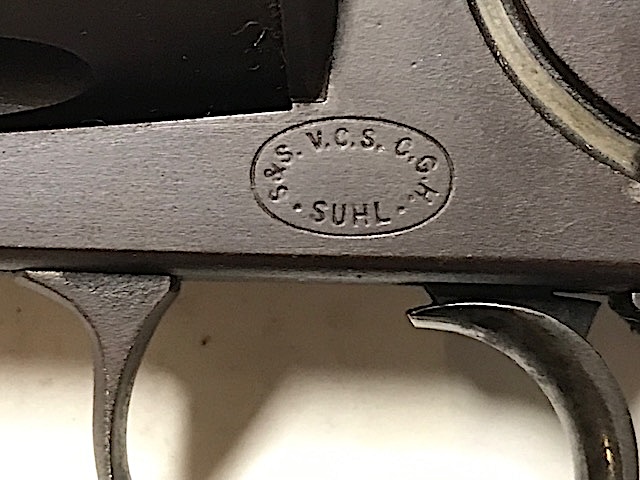 S&S. V.C.S. C.G.H.
· SUHL ·